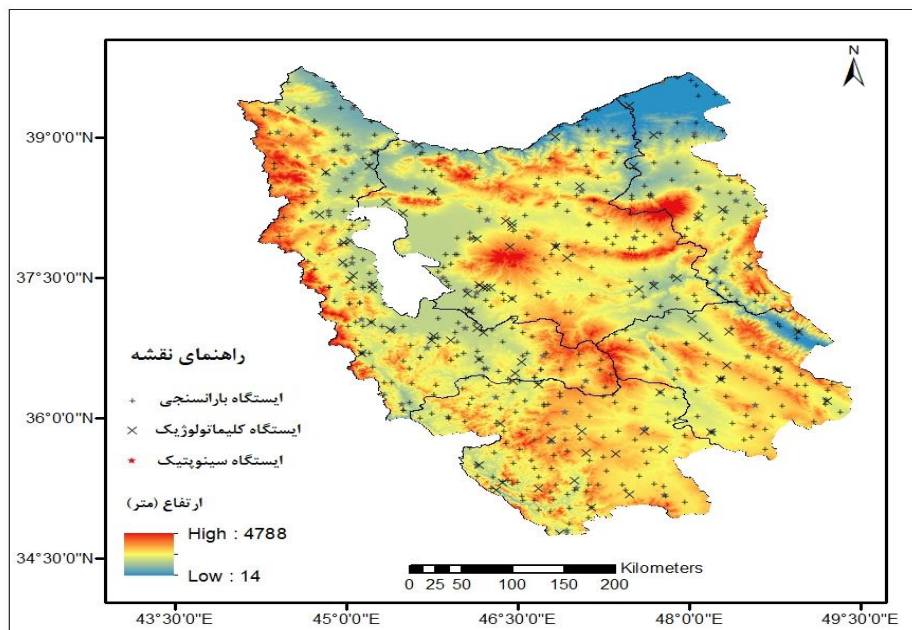 N
39°0'0"N
37°30'0"N
36°0'0"N
34°30'0"N
راهنمای نقشه
ایستگاه بارانسنجی
ایستگاه کلیماتولوژیک
ایستگاه سینوپتیک
ارتفاع (متر)
High : 4788
Low : 14
Kilometers
0 25 50 100 150 200
43°30'0"E
45°0'0"E
46°30'0"E
48°0'0"E
49°30'0"E